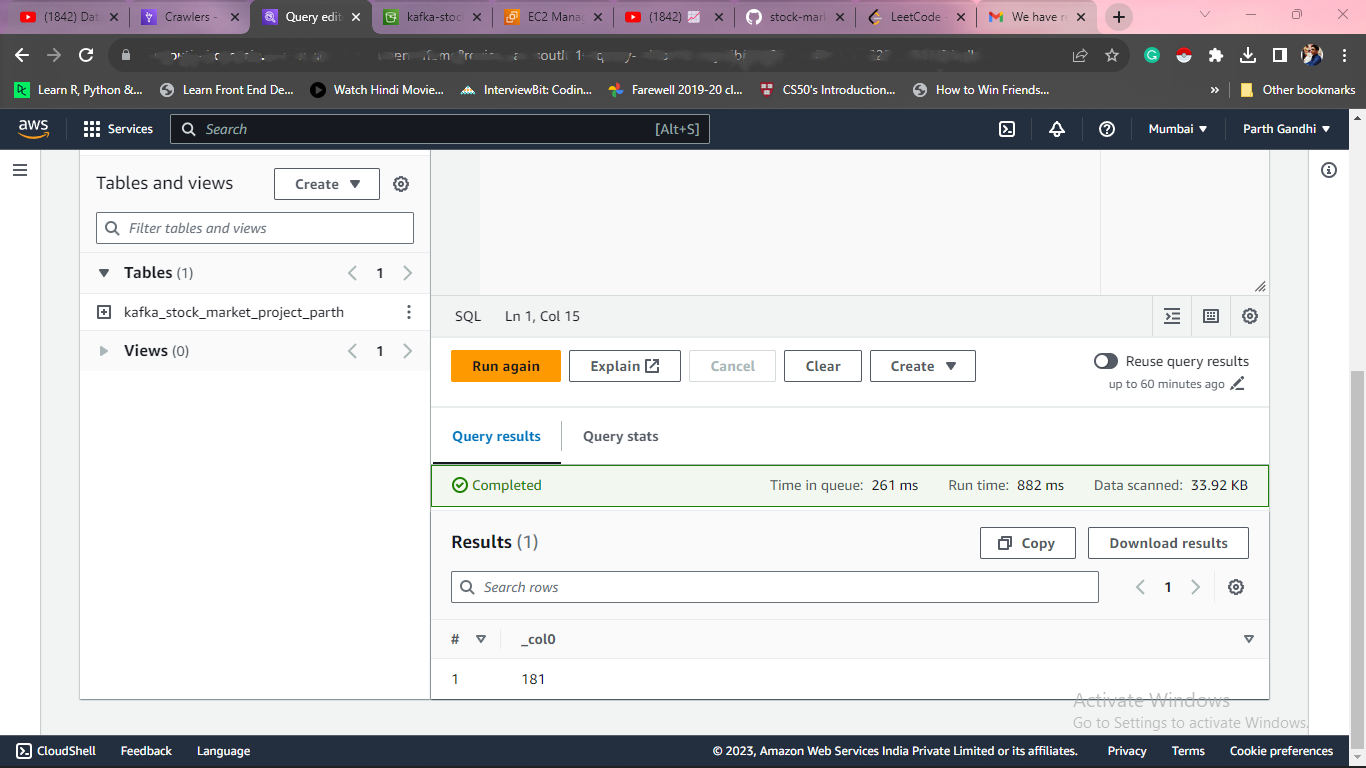 (1842) Dat
Crawlers -
Query edit
kafka-stoc
EC2 Mana
(1842)
stock-mar
LeetCode -
We have r
Learn R, Python &...
Learn Front End De...
Watch Hindi Movie...
InterviewBit: Codin...
Farewell 2019-20 cl...
CS50's Introduction...
How to Win Friends...
»
Other bookmarks
aws
Services
Search
[Alt+S]
Mumbai
Parth Gandhi
Tables and views
Create
Filter tables and views
Tables (1)
1
kafka_stock_market_project_parth
Views (0)
1
SQL
Ln 1, Col 15
Run again
Explain
Cancel
Clear
Create
Reuse query results
up to 60 minutes ago
Query results
Query stats
Completed
Time in queue: 261 ms
Run time: 882 ms
Data scanned: 33.92 KB
Results (1)
Copy
Download results
Search rows
1
#
_col0
1
181
Activate Windows
Go to Settings to activate Windows.
CloudShell
Feedback
Language
© 2023, Amazon Web Services India Private Limited or its affiliates.
Privacy
Terms
Cookie preferences